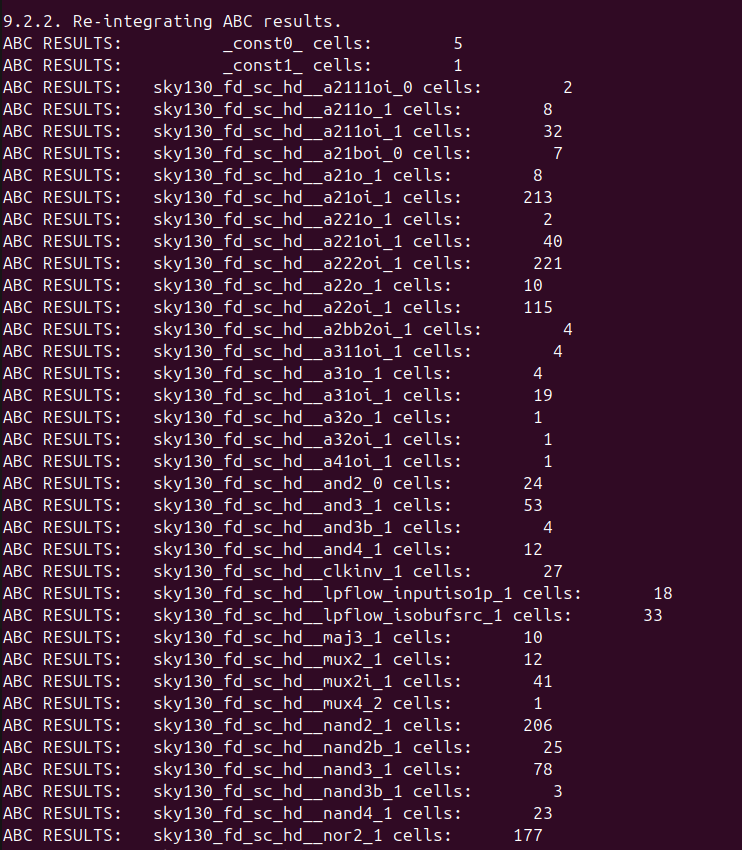 9.2.2. Re-integrating ABC results.
ABC RESULTS:          _const0_ cells:        5
ABC RESULTS:          _const1_ cells:        1
ABC RESULTS:   sky130_fd_sc_hd__a2111oi_0 cells:        2
ABC RESULTS:   sky130_fd_sc_hd__a211o_1 cells:        8
ABC RESULTS:   sky130_fd_sc_hd__a211oi_1 cells:       32
ABC RESULTS:   sky130_fd_sc_hd__a21boi_0 cells:        7
ABC RESULTS:   sky130_fd_sc_hd__a21o_1 cells:        8
ABC RESULTS:   sky130_fd_sc_hd__a21oi_1 cells:      213
ABC RESULTS:   sky130_fd_sc_hd__a221o_1 cells:        2
ABC RESULTS:   sky130_fd_sc_hd__a221oi_1 cells:       40
ABC RESULTS:   sky130_fd_sc_hd__a222oi_1 cells:      221
ABC RESULTS:   sky130_fd_sc_hd__a22o_1 cells:       10
ABC RESULTS:   sky130_fd_sc_hd__a22oi_1 cells:      115
ABC RESULTS:   sky130_fd_sc_hd__a2bb2oi_1 cells:        4
ABC RESULTS:   sky130_fd_sc_hd__a311oi_1 cells:        4
ABC RESULTS:   sky130_fd_sc_hd__a31o_1 cells:        4
ABC RESULTS:   sky130_fd_sc_hd__a31oi_1 cells:       19
ABC RESULTS:   sky130_fd_sc_hd__a32o_1 cells:        1
ABC RESULTS:   sky130_fd_sc_hd__a32oi_1 cells:        1
ABC RESULTS:   sky130_fd_sc_hd__a41oi_1 cells:        1
ABC RESULTS:   sky130_fd_sc_hd__and2_0 cells:       24
ABC RESULTS:   sky130_fd_sc_hd__and3_1 cells:       53
ABC RESULTS:   sky130_fd_sc_hd__and3b_1 cells:        4
ABC RESULTS:   sky130_fd_sc_hd__and4_1 cells:       12
ABC RESULTS:   sky130_fd_sc_hd__clkinv_1 cells:       27
ABC RESULTS:   sky130_fd_sc_hd__lpflow_inputiso1p_1 cells:       18
ABC RESULTS:   sky130_fd_sc_hd__lpflow_isobufsrc_1 cells:       33
ABC RESULTS:   sky130_fd_sc_hd__maj3_1 cells:       10
ABC RESULTS:   sky130_fd_sc_hd__mux2_1 cells:       12
ABC RESULTS:   sky130_fd_sc_hd__mux2i_1 cells:       41
ABC RESULTS:   sky130_fd_sc_hd__mux4_2 cells:        1
ABC RESULTS:   sky130_fd_sc_hd__nand2_1 cells:      206
ABC RESULTS:   sky130_fd_sc_hd__nand2b_1 cells:       25
ABC RESULTS:   sky130_fd_sc_hd__nand3_1 cells:       78
ABC RESULTS:   sky130_fd_sc_hd__nand3b_1 cells:        3
ABC RESULTS:   sky130_fd_sc_hd__nand4_1 cells:       23
ABC RESULTS:   sky130_fd_sc_hd__nor2_1 cells:      177